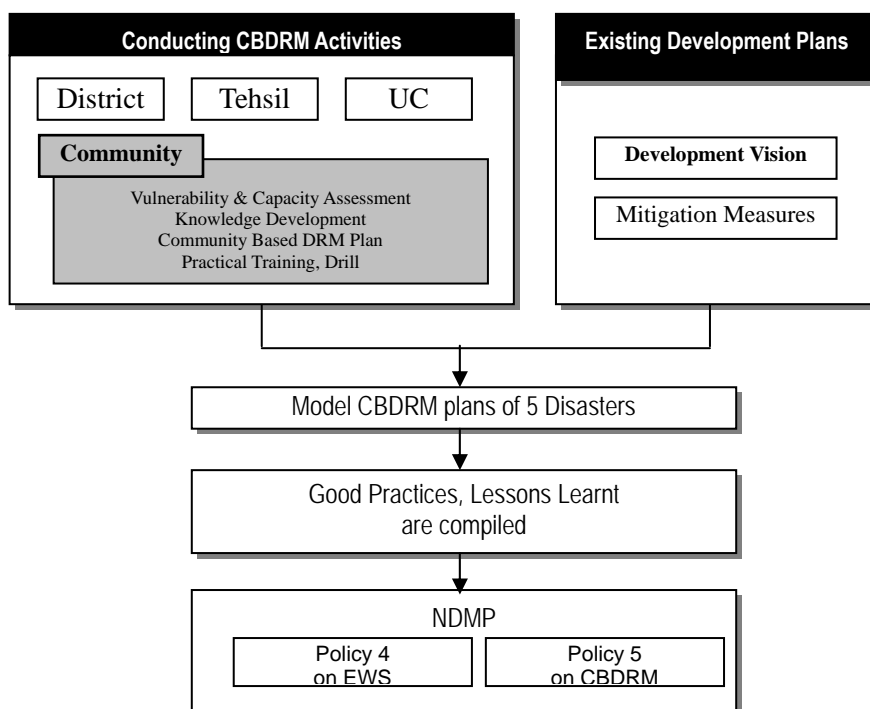 Conducting CBDRM Activities
District
Tehsil
UC
Community
Vulnerability & Capacity Assessment
Knowledge Development
Community Based DRM Plan
Practical Training, Drill
Existing Development Plans
Development Vision
Mitigation Measures
Model CBDRM plans of 5 Disasters
Good Practices, Lessons Learnt
are compiled
NDMP
Policy 4
on EWS
Policy 5
on CBDRM